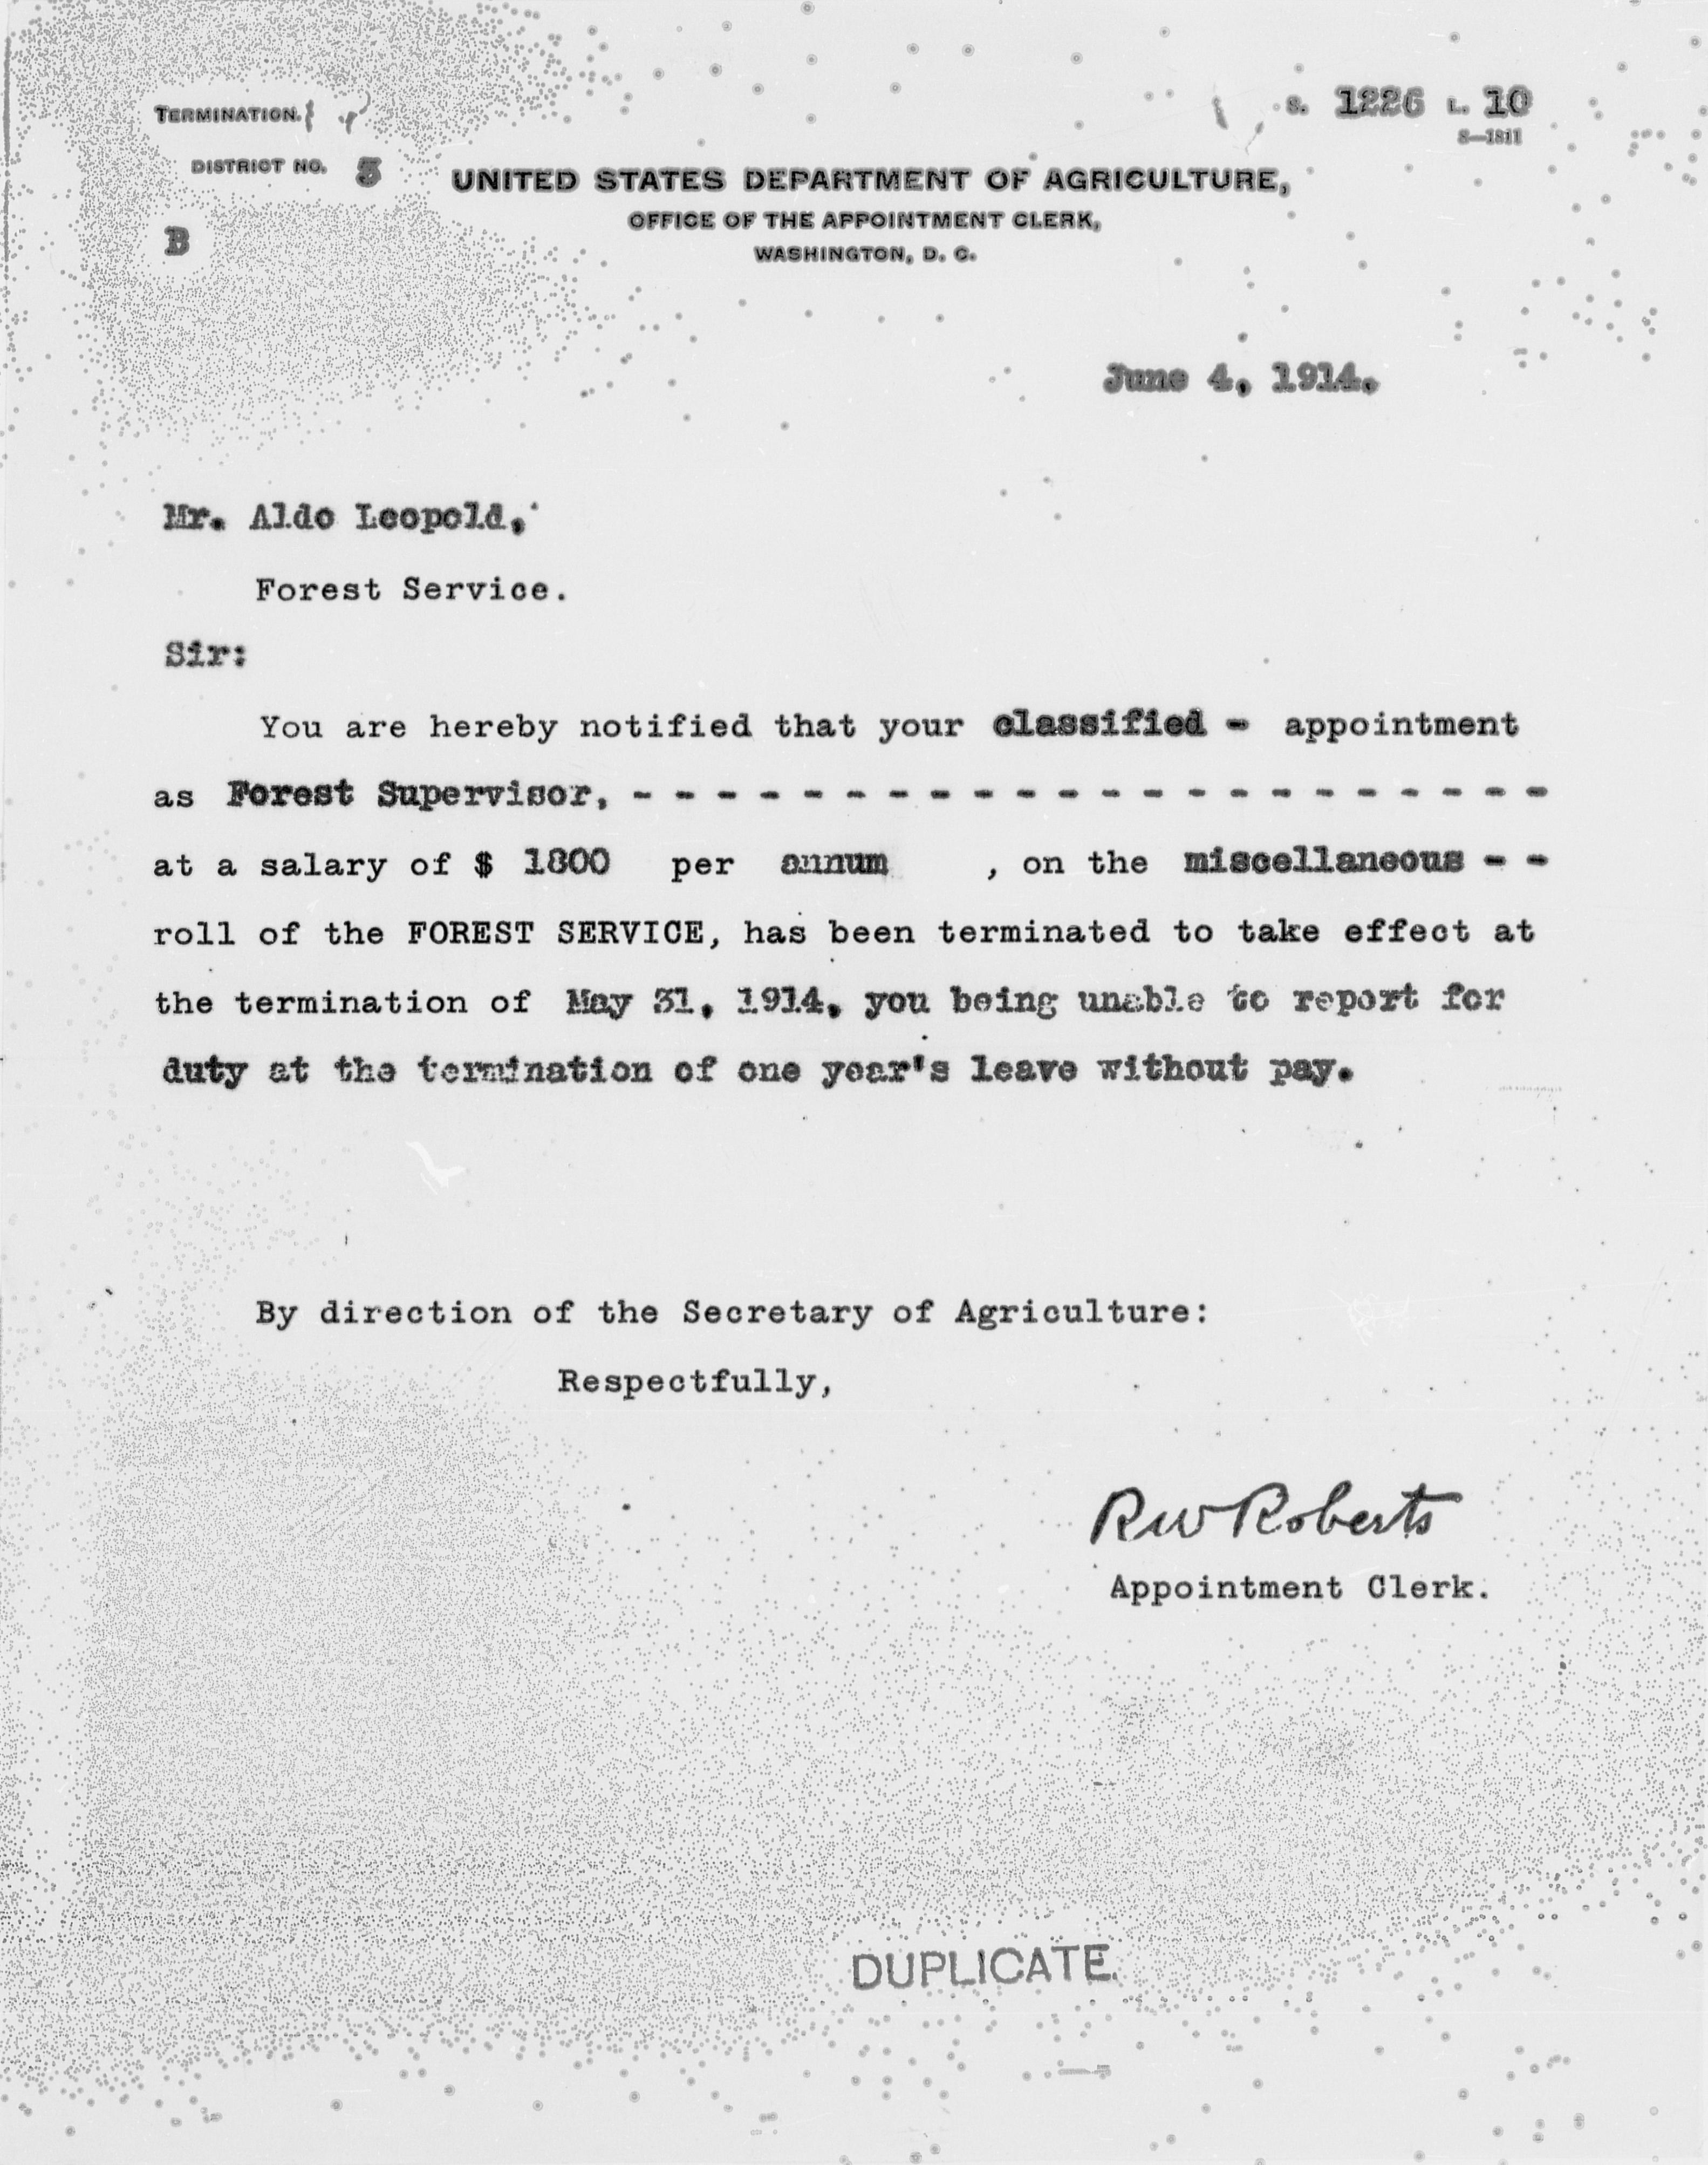 TERMINATION.
S. 1226 L. 10
8—1811
DISTRICT NO. 3
UNITED STATES DEPARTMENT OF AGRICULTURE,
OFFICE OF THE APPOINTMENT CLERK,
B
WASHINGTON, D. C.
June 4, 1914.
Mr. Aldo Leopold,
Forest Service.
Sir:
You are hereby notified that your classified - appointment
as Forest Supervisor, - - - - - - - - - - - - - - - - - - - - - -
at a salary of $ 1800 per annum , on the miscellaneous - -
roll of the FOREST SERVICE, has been terminated to take effect at
the termination of May 31, 1914, you being unable to report for
duty at the termination of one year's leave without pay.
By direction of the Secretary of Agriculture:
Respectfully,
RW Roberts
Appointment Clerk.
DUPLICATE.